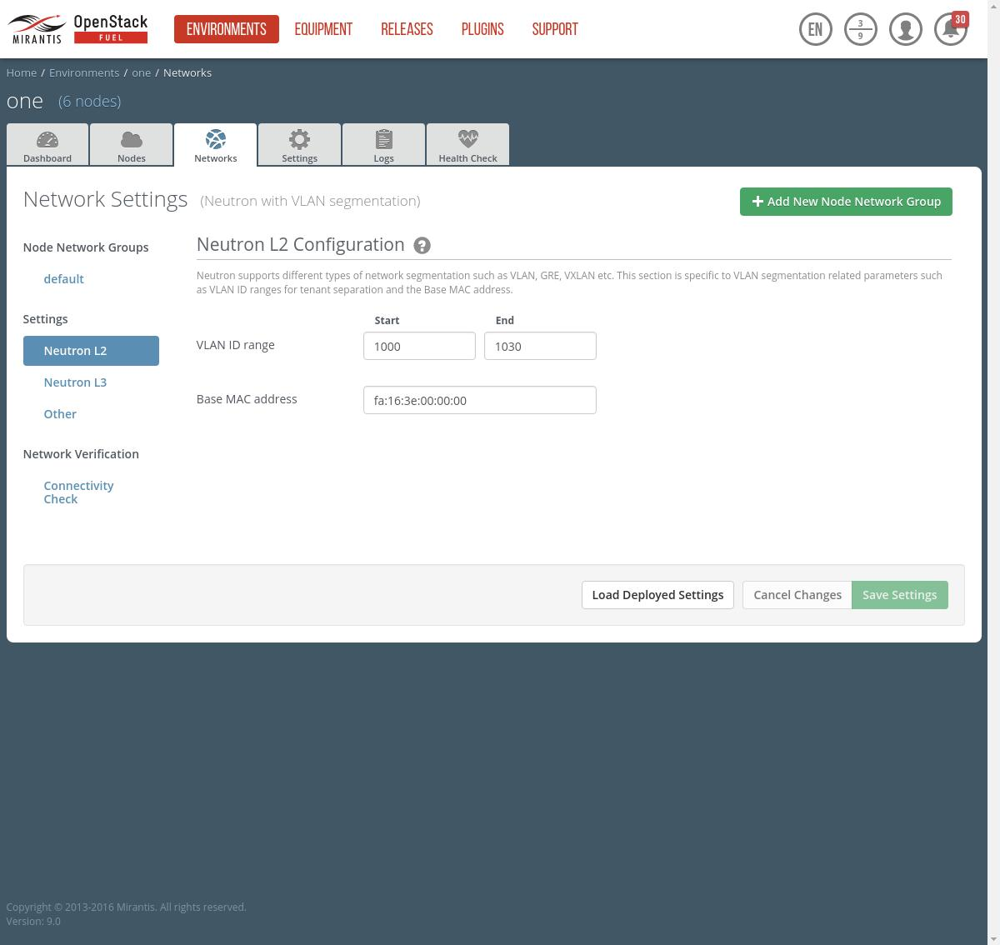 MIRANTIS
OpenStack
FUEL
ENVIRONMENTS EQUIPMENT RELEASES PLUGINS SUPPORT
EN
3
9
30
Home / Environments / one / Networks
one (6 nodes)
Dashboard Nodes Networks Settings Logs Health Check
Network Settings (Neutron with VLAN segmentation)
Add New Node Network Group
Node Network Groups
default
Settings
Neutron L2
Neutron L3
Other
Network Verification
Connectivity
Check
Neutron L2 Configuration ?
Neutron supports different types of network segmentation such as VLAN, GRE, VXLAN etc. This section is specific to VLAN segmentation related parameters such
as VLAN ID ranges for tenant separation and the Base MAC address.
Start End
VLAN ID range 1000 1030
Base MAC address fa:16:3e:00:00:00
Load Deployed Settings Cancel Changes Save Settings
Copyright © 2013-2016 Mirantis. All rights reserved.
Version: 9.0